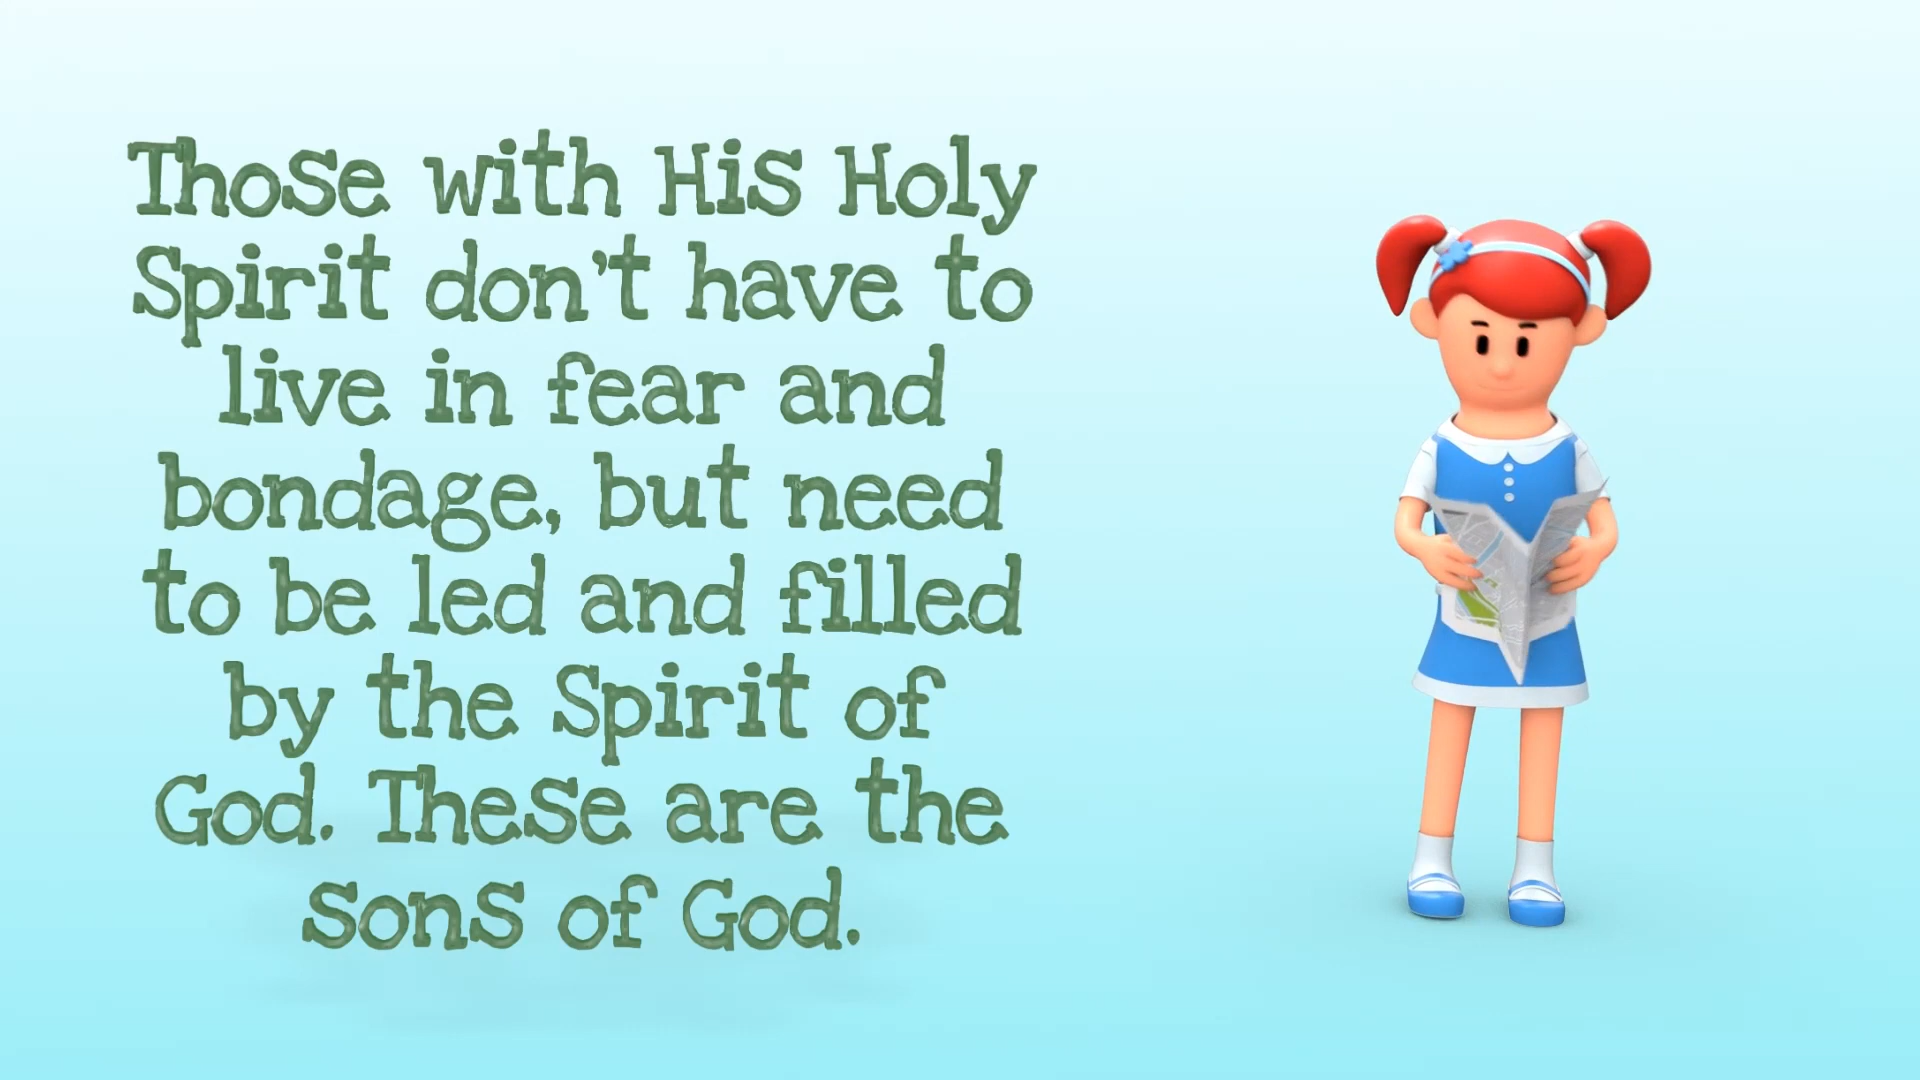 Those with His Holy
Spirit don't have to
live in fear and
bondage, but need
to be led and filled
by the Spirit of
God. These are the
sons of God.